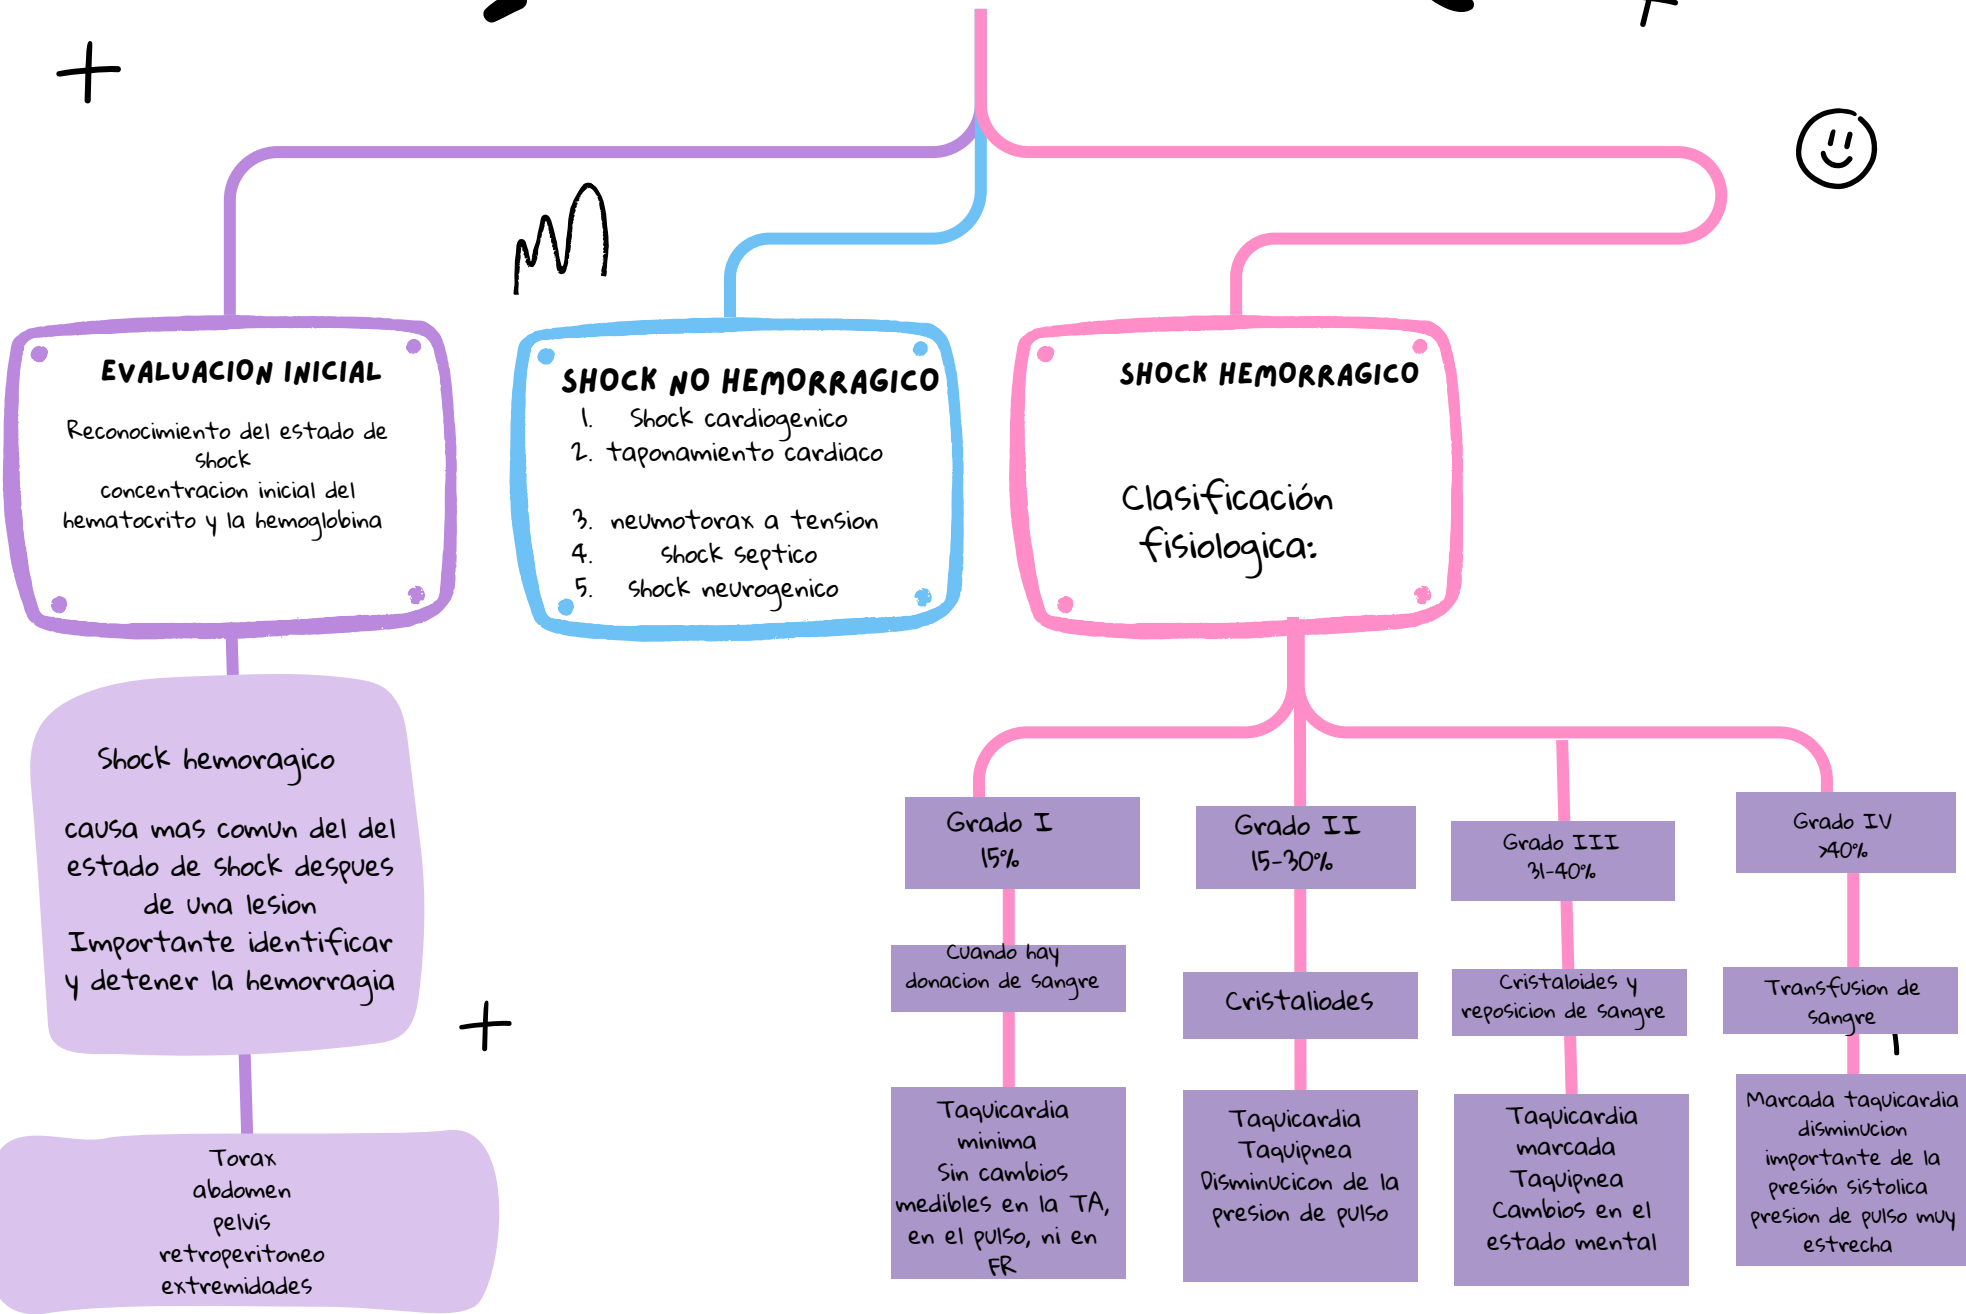 EVALUACION INICIAL
Reconocimiento del estado de
shock
concentracion inicial del
hematocrito y la hemoglobina
SHOCK NO HEMORRAGICO
1. Shock cardiogenico
2. taponamiento cardiaco
3. neumotorax a tension
4. shock septico
5. shock neurogenico
SHOCK HEMORRAGICO
Clasificación
fisiologica:
Shock hemoragico
causa mas comun del del
estado de shock despues
de una lesion
Importante identificar
y detener la hemorragia
Torax
abdomen
pelvis
retroperitoneo
extremidades
Grado I
15%
Cuando hay
donacion de sangre
Taquicardia
minima
Sin cambios
medibles en la TA,
en el pulso, ni en
FR
Grado II
15-30%
Cristaliodes
Taquicardia
Taquipnea
Disminucicon de la
presion de pulso
Grado III
31-40%
Cristaloides y
reposicion de sangre
Taquicardia
marcada
Taquipnea
Cambios en el
estado mental
Grado IV
>40%
Transfusion de
sangre
Marcada taquicardia
disminucion
importante de la
presión sistolica
presion de pulso muy
estrecha